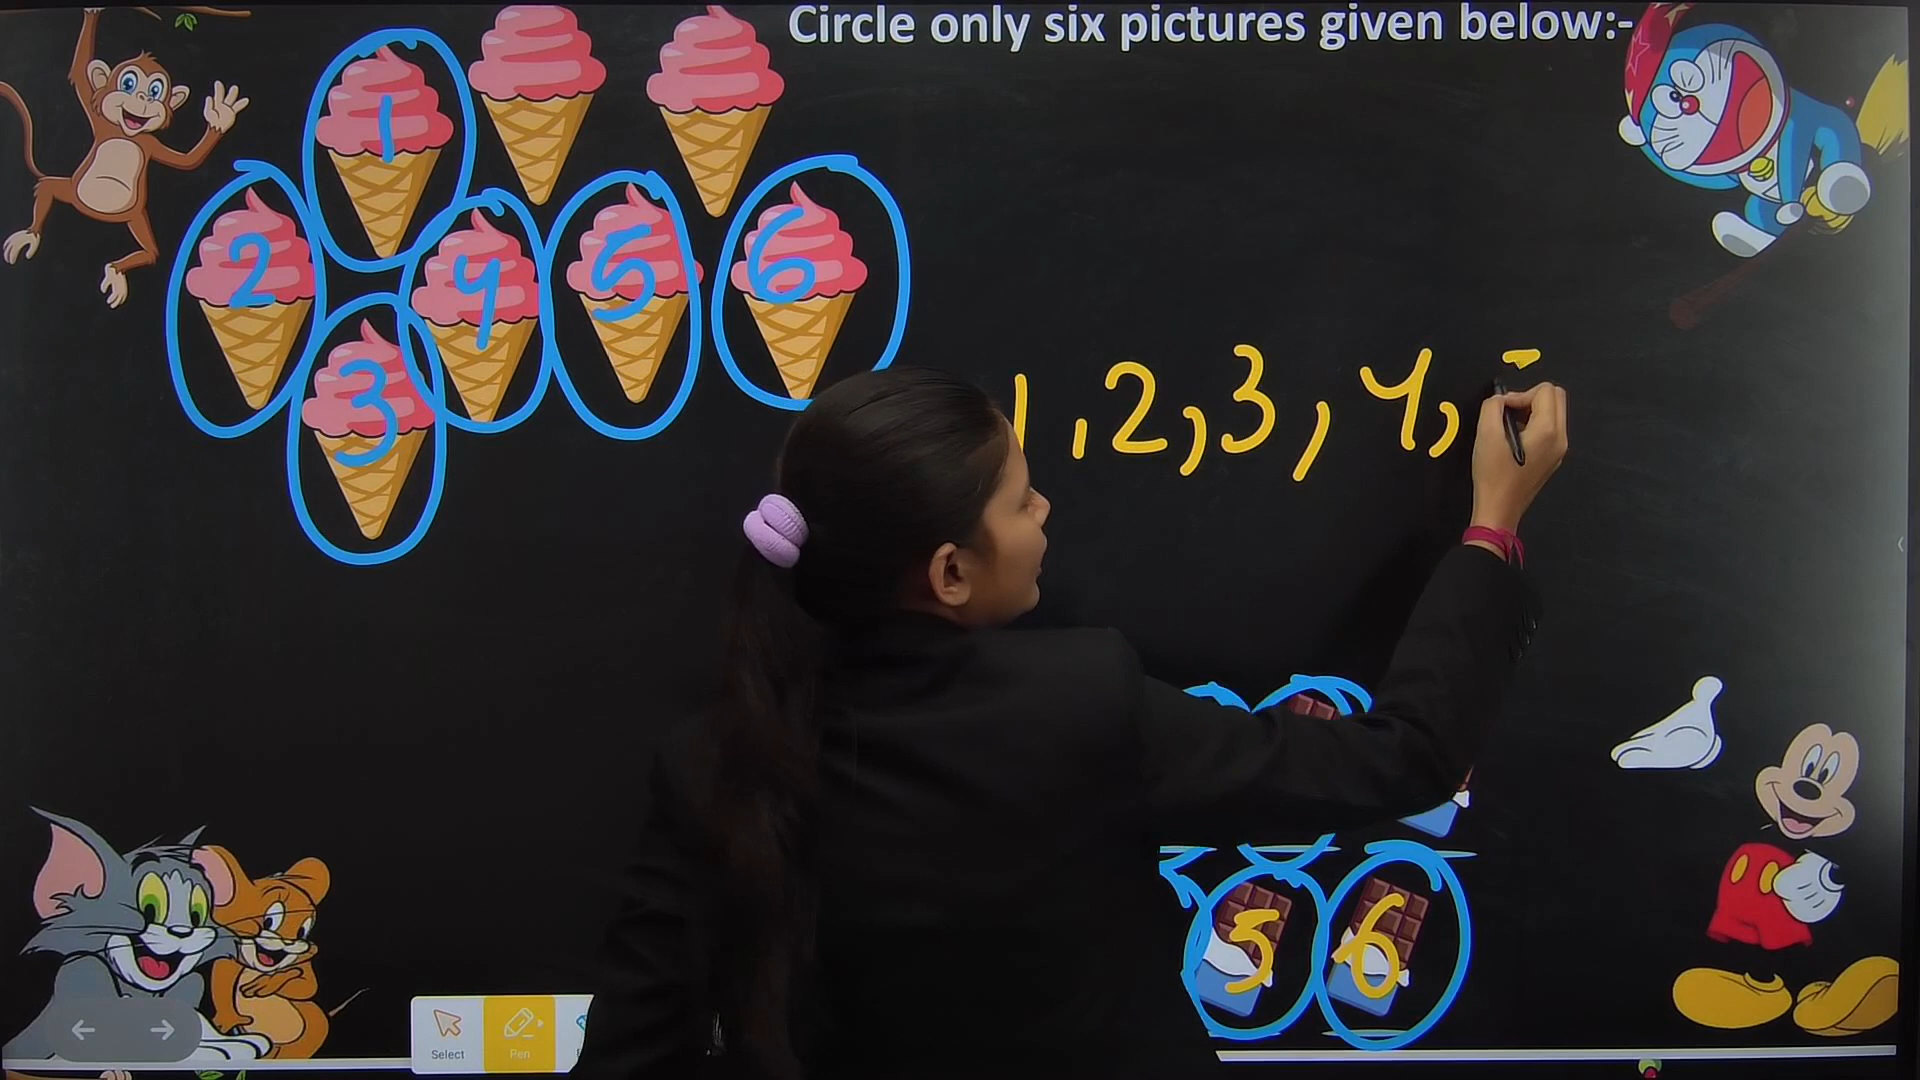 Circle only six pictures given below:-
1
2
4
5
6
3
1, 2, 3, 4,
5
6
Select
Pen